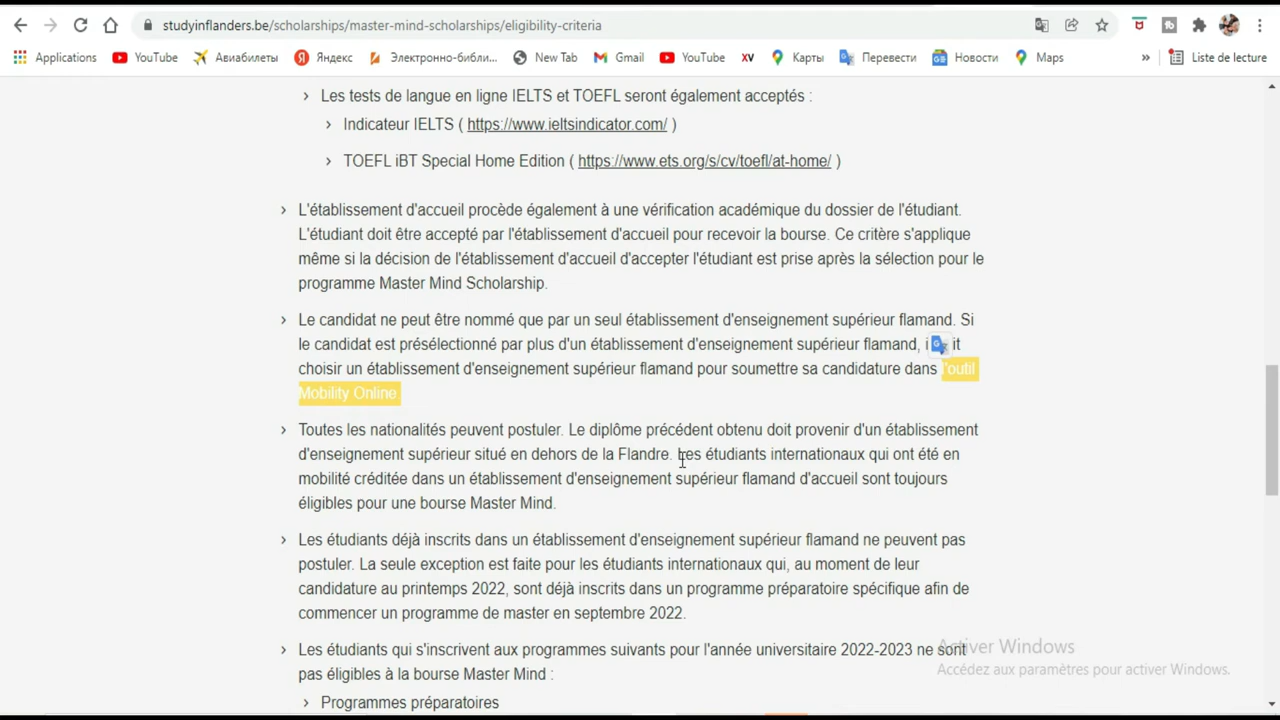 studyinflanders.be/scholarships/master-mind-scholarships/eligibility-criteria
Applications YouTube Авиабилеты Яндекс Электронно-библи... New Tab Gmail YouTube XV Карты Перевести Новости Maps » Liste de lecture
› Les tests de langue en ligne IELTS et TOEFL seront également acceptés :
› Indicateur IELTS ( https://www.ieltsindicator.com/ )
› TOEFL iBT Special Home Edition ( https://www.ets.org/s/cv/toefl/at-home/ )
› L'établissement d'accueil procède également à une vérification académique du dossier de l'étudiant.
L'étudiant doit être accepté par l'établissement d'accueil pour recevoir la bourse. Ce critère s'applique
même si la décision de l'établissement d'accueil d'accepter l'étudiant est prise après la sélection pour le
programme Master Mind Scholarship.
› Le candidat ne peut être nommé que par un seul établissement d'enseignement supérieur flamand. Si
le candidat est présélectionné par plus d'un établissement d'enseignement supérieur flamand,
choisir un établissement d'enseignement supérieur flamand pour soumettre sa candidature dans l'outil
Mobility Online
› Toutes les nationalités peuvent postuler. Le diplôme précédent obtenu doit provenir d'un établissement
d'enseignement supérieur situé en dehors de la Flandre. Les étudiants internationaux qui ont été en
mobilité créditée dans un établissement d'enseignement supérieur flamand d'accueil sont toujours
éligibles pour une bourse Master Mind.
› Les étudiants déjà inscrits dans un établissement d'enseignement supérieur flamand ne peuvent pas
postuler. La seule exception est faite pour les étudiants internationaux qui, au moment de leur
candidature au printemps 2022, sont déjà inscrits dans un programme préparatoire spécifique afin de
commencer un programme de master en septembre 2022.
› Les étudiants qui s'inscrivent aux programmes suivants pour l'année universitaire 2022-2023 ne sont
pas éligibles à la bourse Master Mind :
› Programmes préparatoires
Activer Windows
Accédez aux paramètres pour activer Windows.